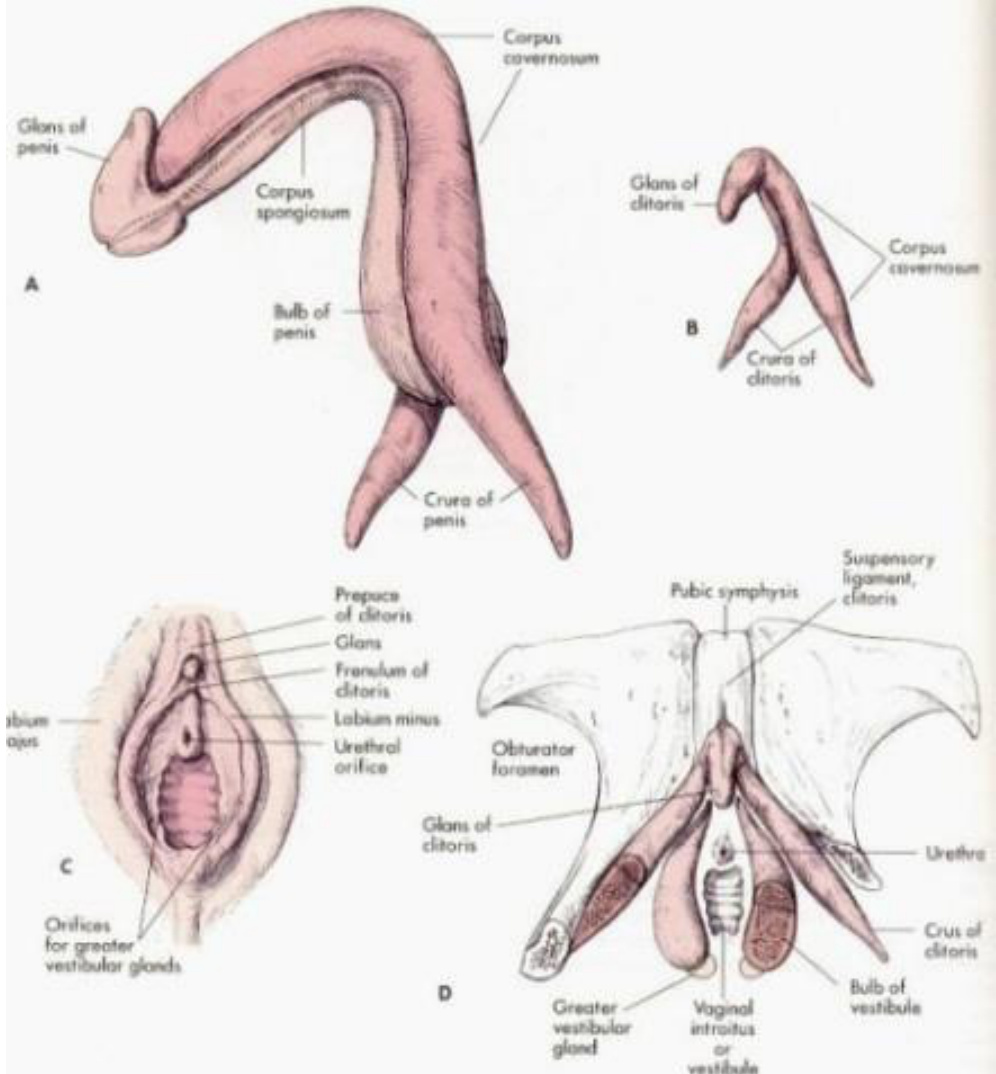 Corpus
cavernosum
Glans of
penis
Corpus
spongiosum
A
Bulb of
penis
Crura of
penis
Glans of
clitoris
Corpus
cavernosum
B
Crura of
clitoris
Prepuce
of clitoris
Glans
Frenulum of
clitoris
abium
ajus
Labium minus
Urethral
orifice
C
Orifices
for greater
vestibular glands
Suspensory
ligament,
clitoris
Pubic symphysis
Obturator
foramen
Glans of
clitoris
Urethra
Crus of
clitoris
Bulb of
vestibule
D
Greater
vestibular
gland
Vaginal
introitus
or
vestibule